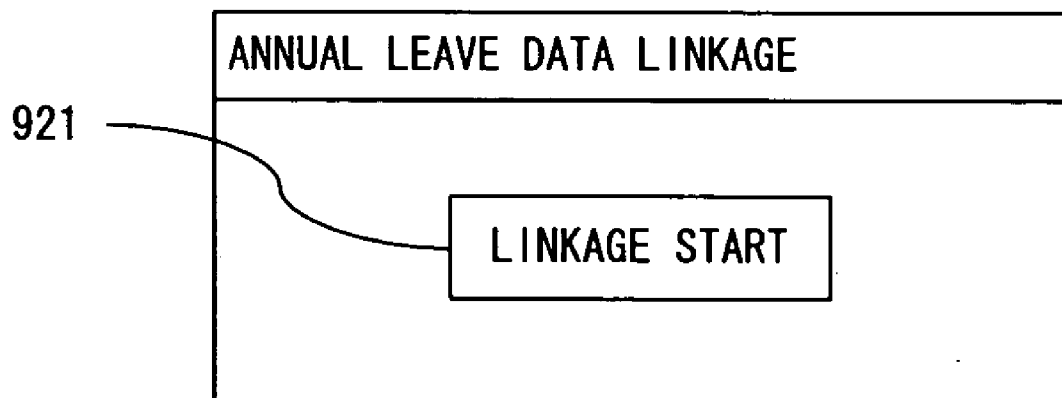 ANNUAL LEAVE DATA LINKAGE
921
LINKAGE START